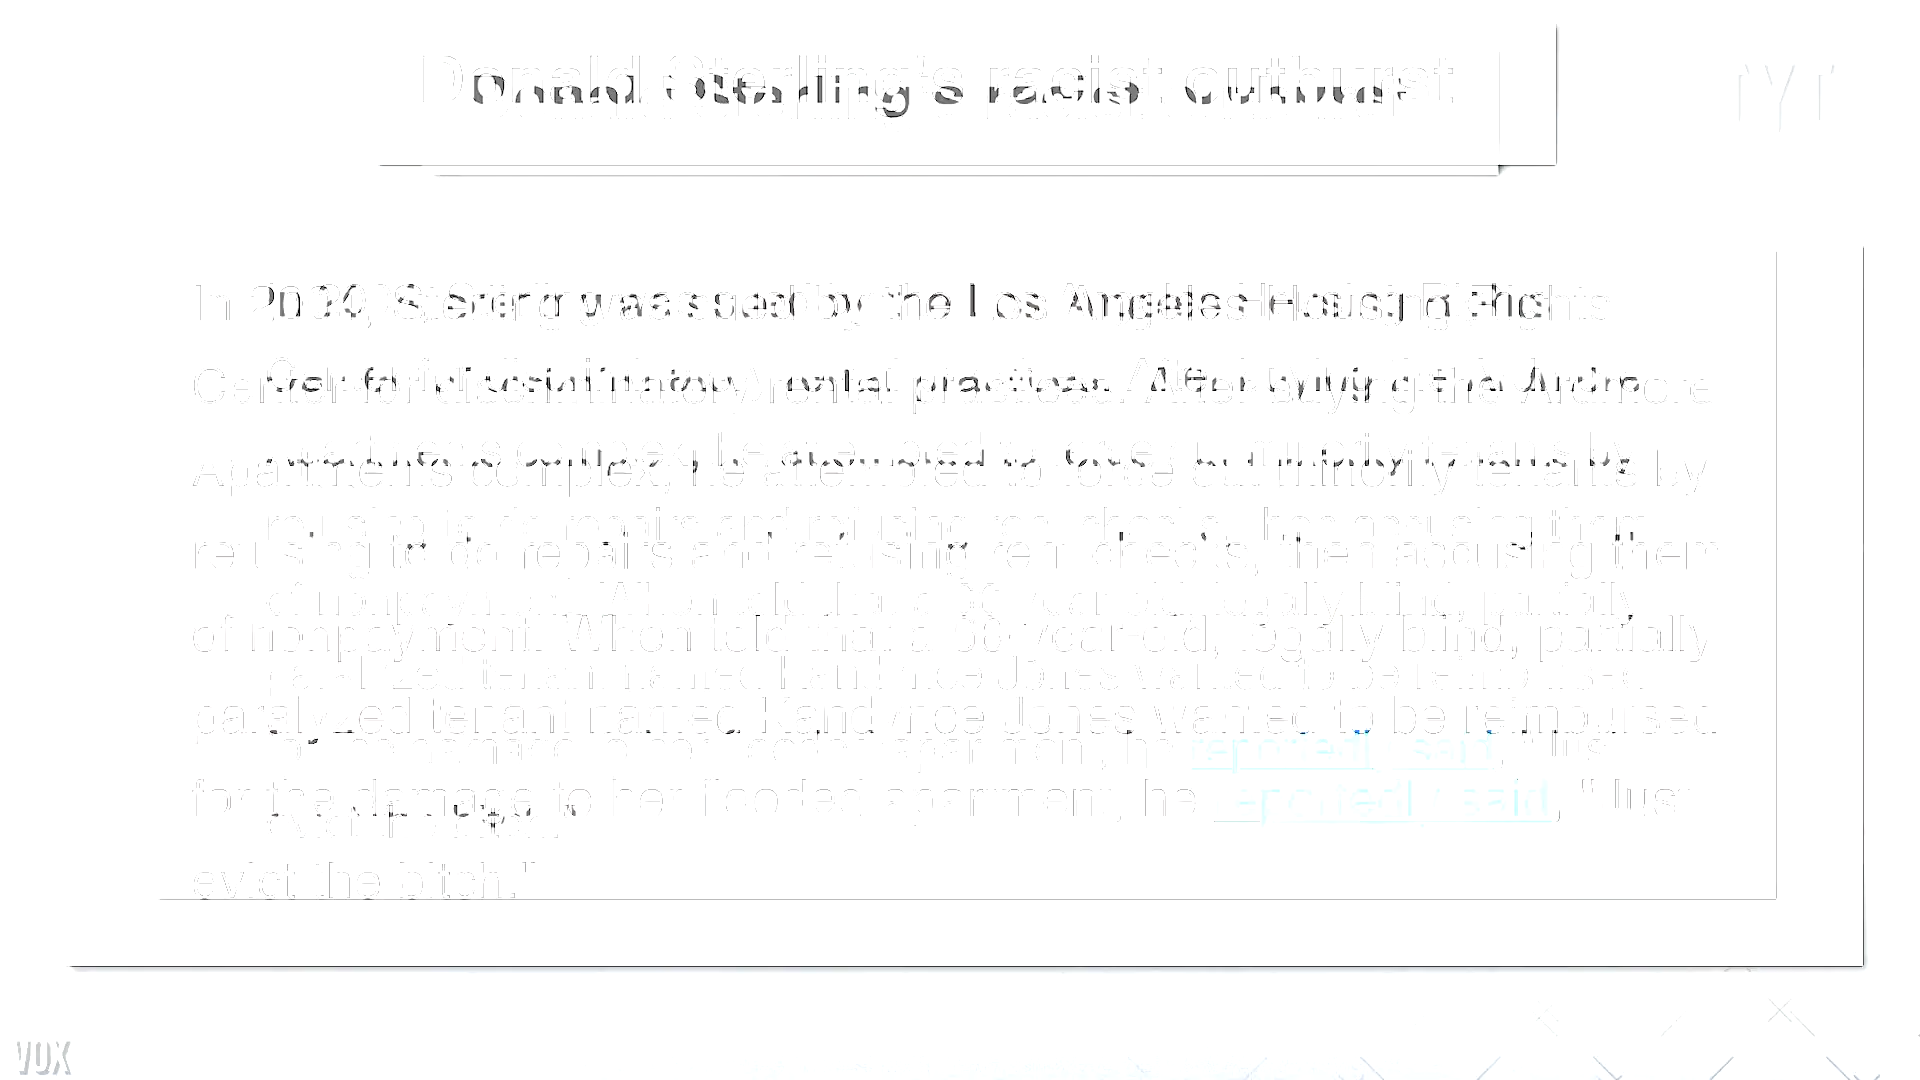 Donald Sterling's racist outburst
TYT
In Sterling was sued by the Los Angeles Housing Rights
Center for discriminatory rental practices. After buying the Ardmore
Apartments complex, he attempted to force out minority tenants by
refusing to do repairs and refusing rent checks, then accusing them
of nonpayment. When told that a year-old, legally blind, partially
paralyzed tenant named Kandynce Jones wanted to be reimbursed
for the damage to her flooded apartment, he reportedly said, "Just
evict the bitch."
VOX